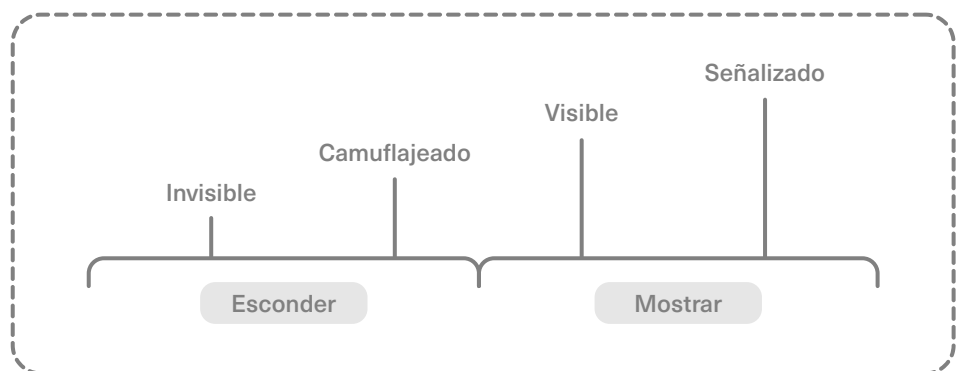 Señalizado
Visible
Camuflajeado
Invisible
Esconder
Mostrar